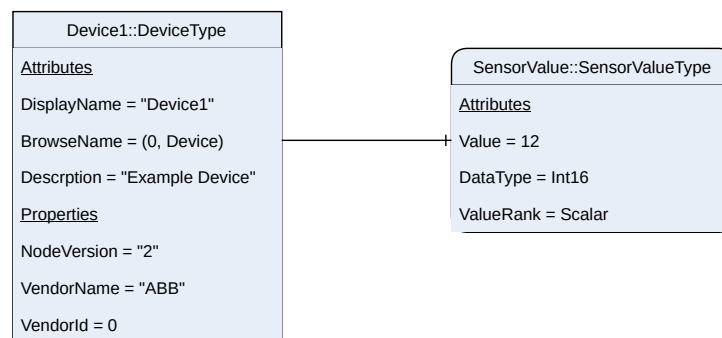 Device1::DeviceType
Attributes
DisplayName = "Device1"
BrowseName = (0, Device)
Descrption = "Example Device"
Properties
NodeVersion = "2"
VendorName = "ABB"
VendorId = 0
SensorValue::SensorValueType
Attributes
Value = 12
DataType = Int16
ValueRank = Scalar